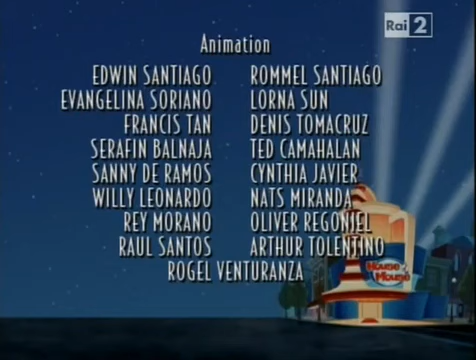 Rai 2
Animation
EDWIN SANTIAGO ROMMEL SANTIAGO
EVANGELINA SORIANO LORNA SUN
FRANCIS TAN DENIS TOMACRUZ
SERAFIN BALNAJA TED CAMAHALAN
SANNY DE RAMOS CYNTHIA JAVIER
WILLY LEONARDO NATS MIRANDA
REY MORANO OLIVER REGONIEL
RAUL SANTOS ARTHUR TOLENTINO
ROGEL VENTURANZA
House
Mouse